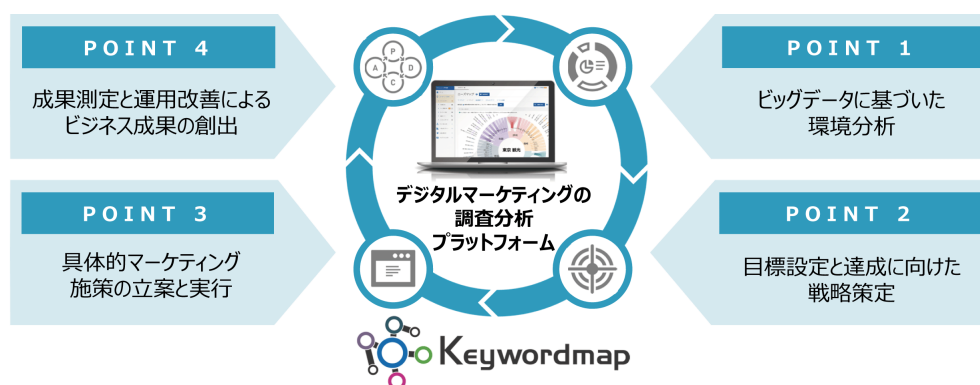 POINT 4
成果測定と運用改善による
ビジネス成果の創出
POINT 1
ビッグデータに基づいた
環境分析
P
A
D
C
東京 観光
デジタルマーケティングの
調査分析
プラットフォーム
POINT 3
具体的マーケティング
施策の立案と実行
POINT 2
目標設定と達成に向けた
戦略策定
Keywordmap